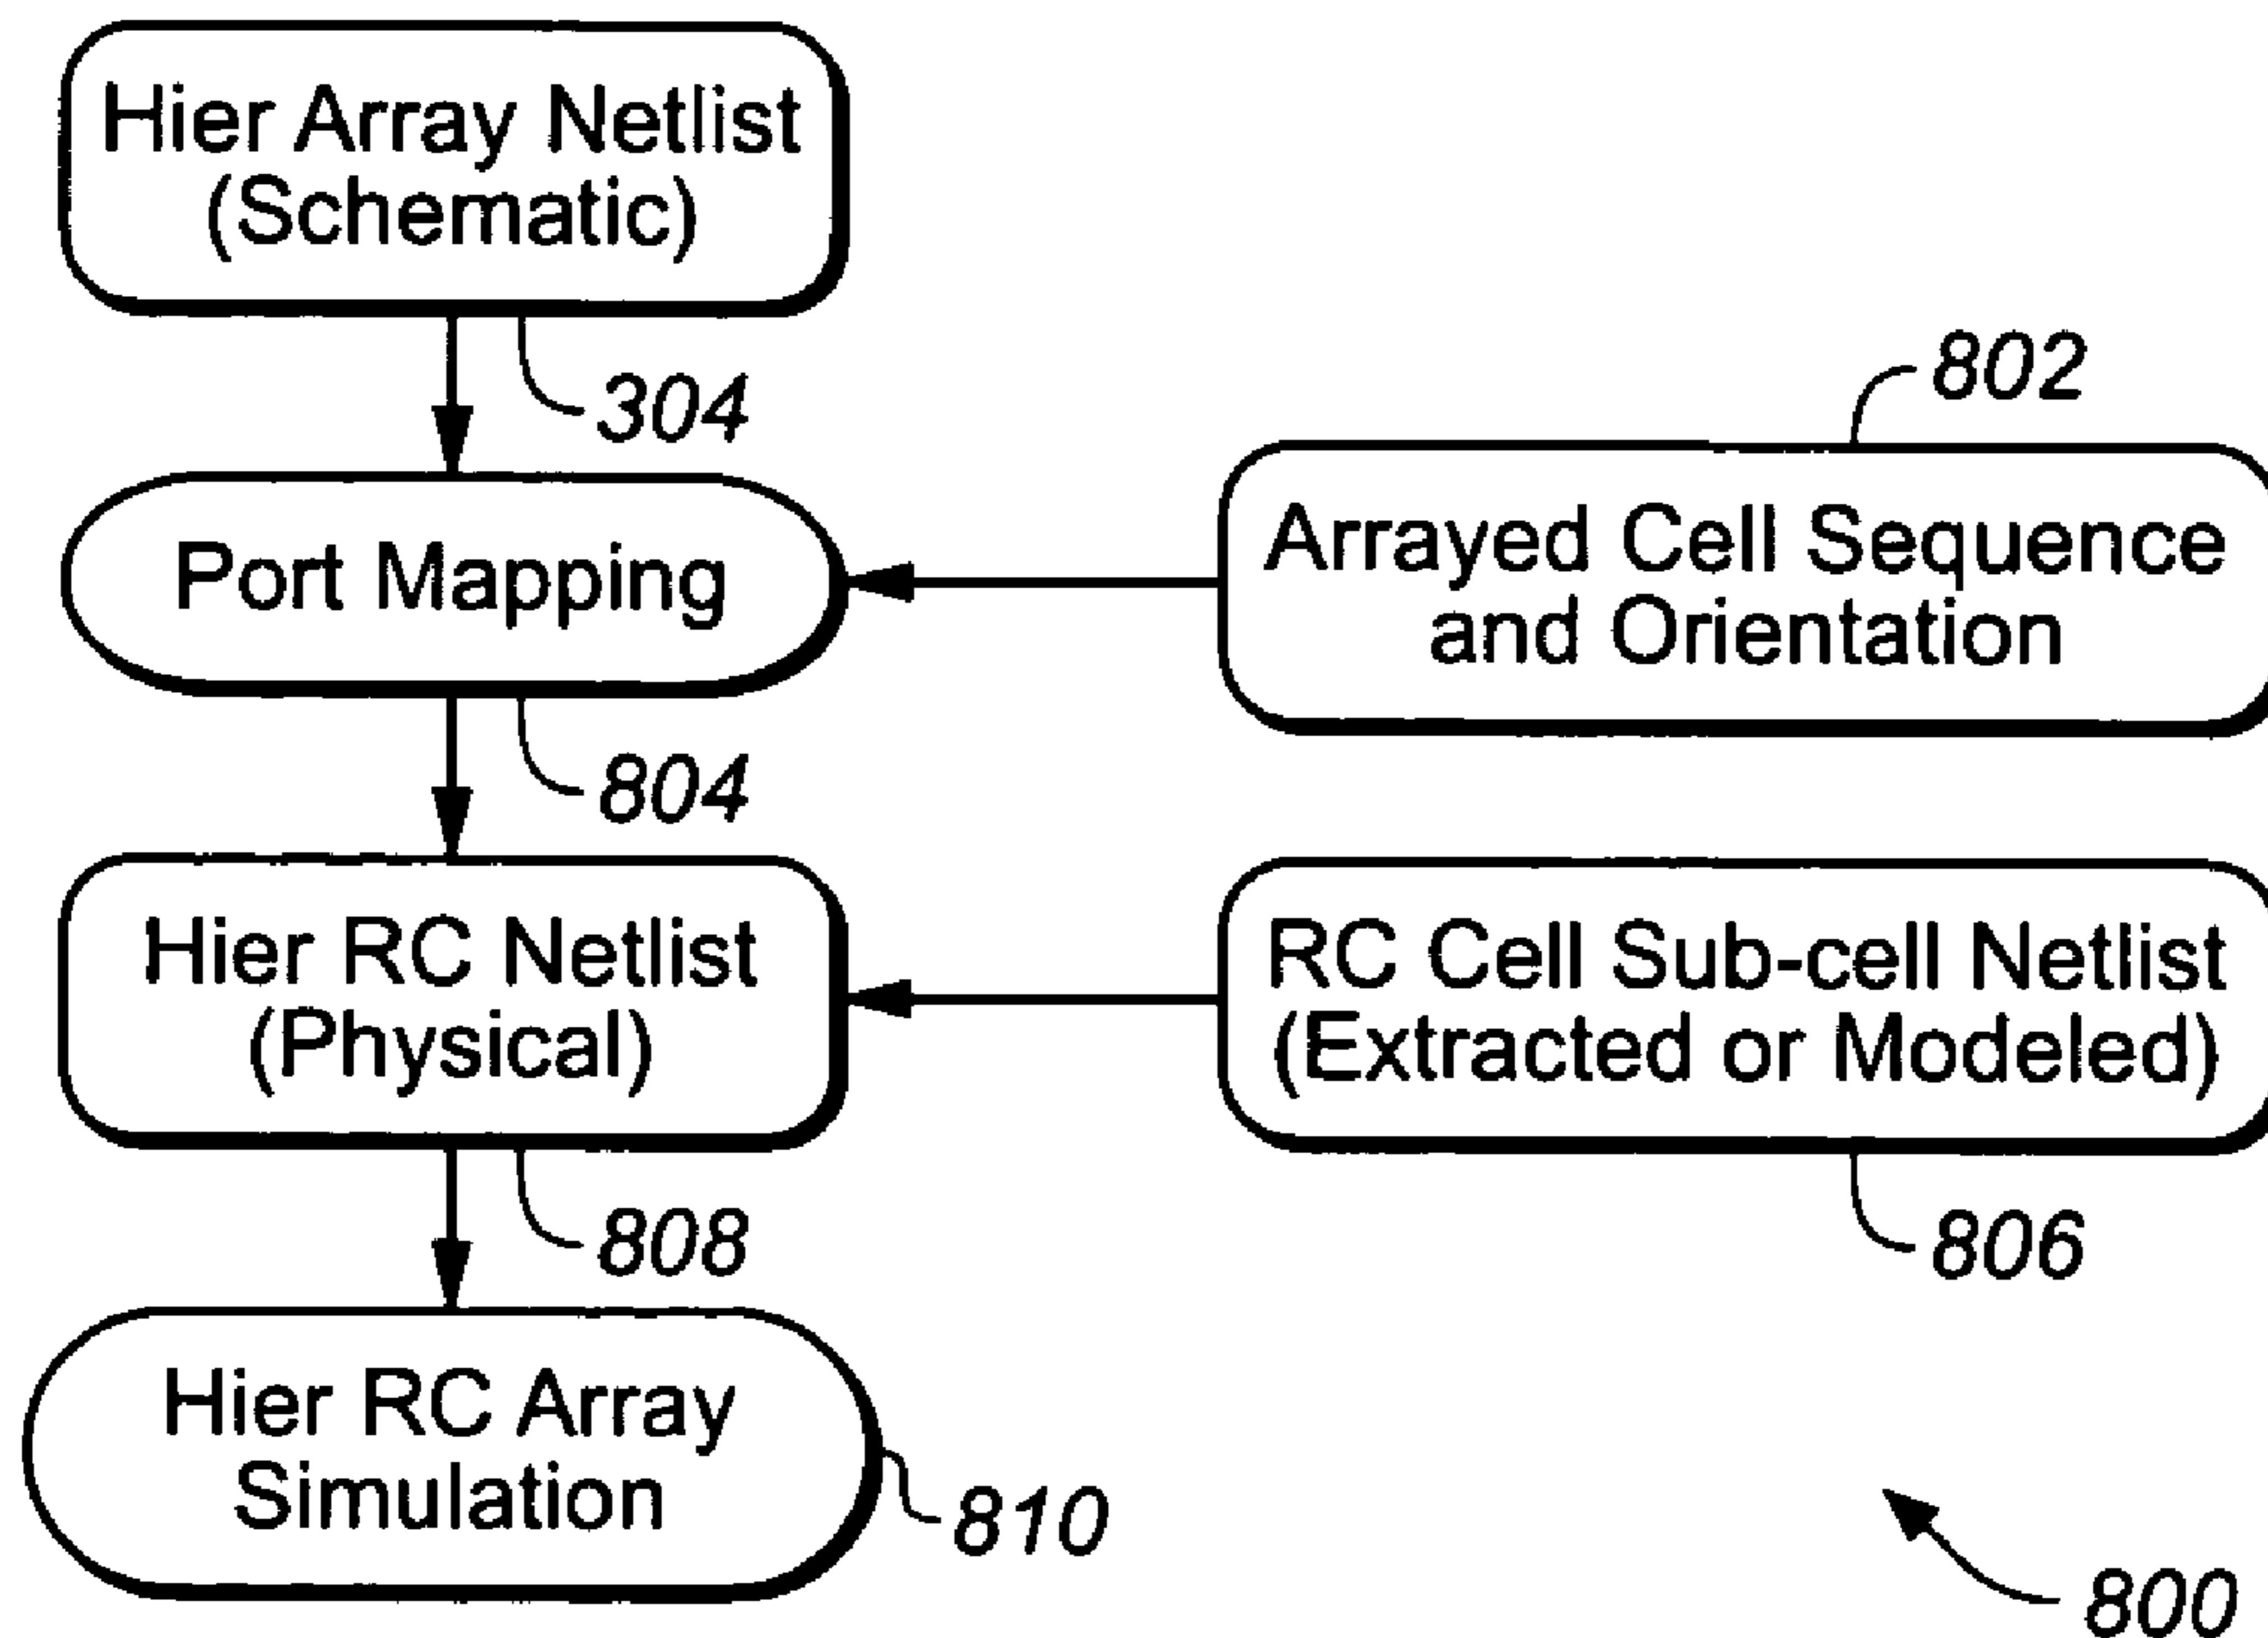 Hier Array Netlist
(Schematic)
304
802
Port Mapping
Arrayed Cell Sequence
and Orientation
804
Hier RC Netlist
(Physical)
RC Cell Sub-cell Netlist
(Extracted or Modeled)
808
806
Hier RC Array
Simulation
810
800